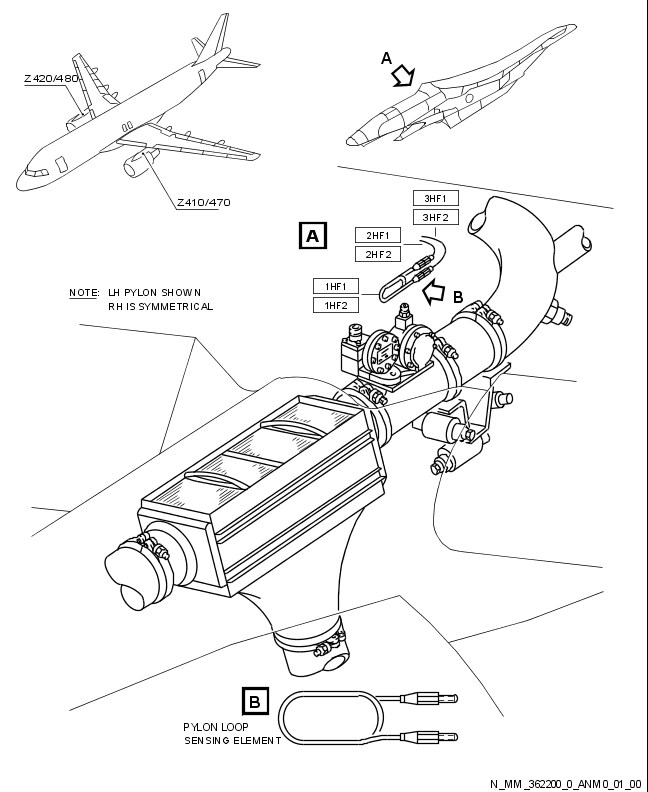 Z420/480
A
Z410/470
3HF1
3HF2
A
2HF1
2HF2
1HF1
1HF2
B
NOTE: LH PYLON SHOWN
RH IS SYMMETRICAL
B
PYLON LOOP
SENSING ELEMENT
N_MM_362200_0_ANM0_01_00